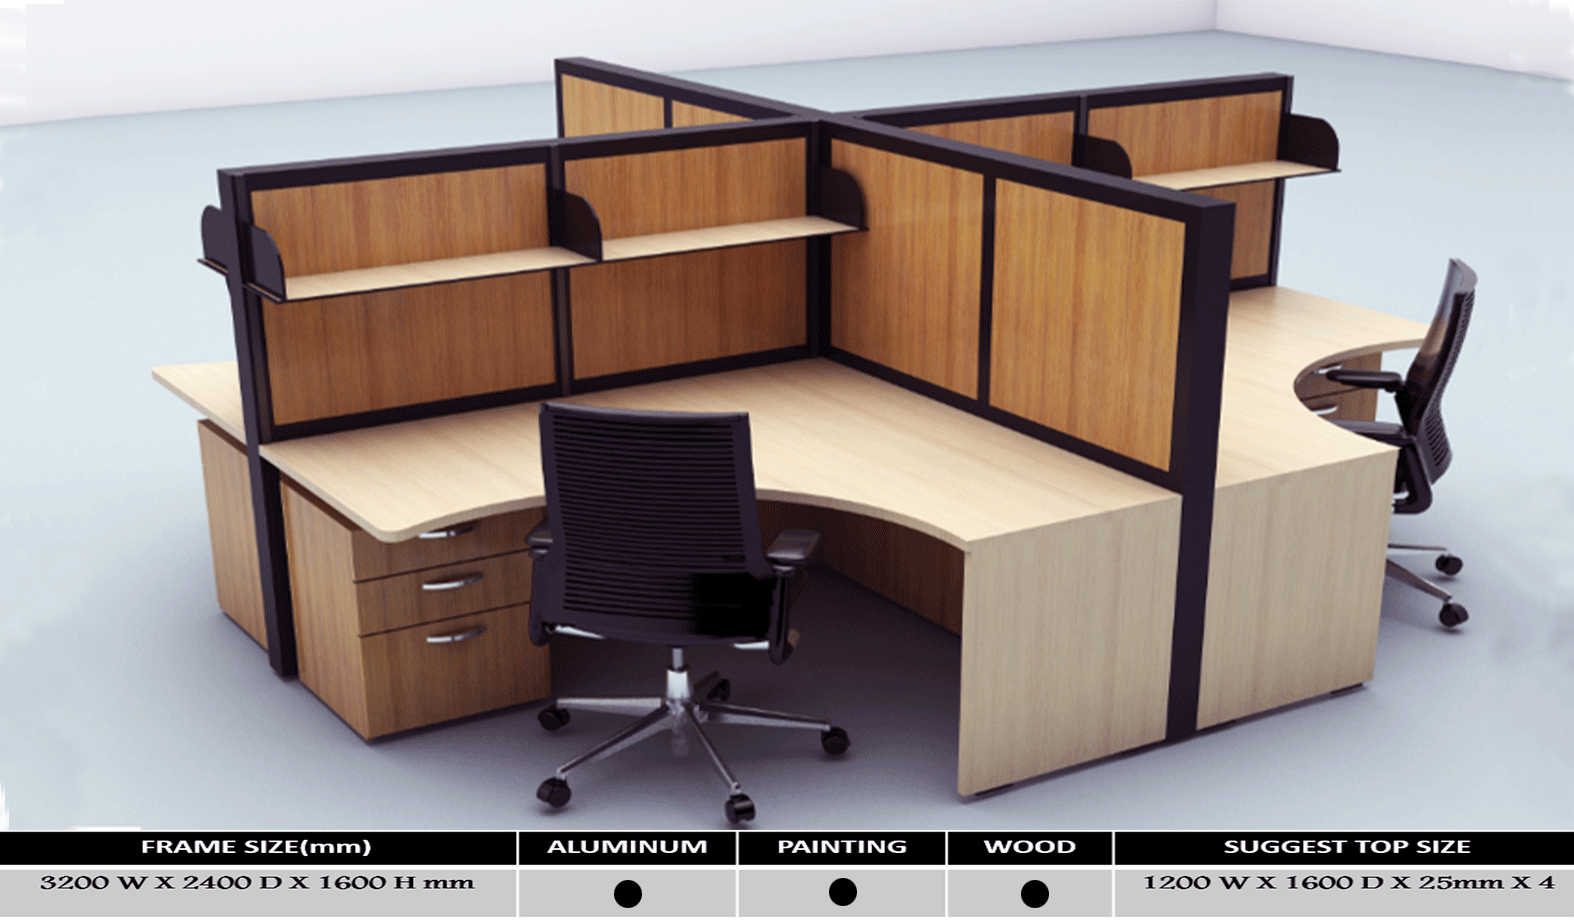 FRAME SIZE(mm) ALUMINUM PAINTING WOOD SUGGEST TOP SIZE
3200 W X 2400 D X 1600 H mm ● ● ● 1200 W X 1600 D X 25mm X 4